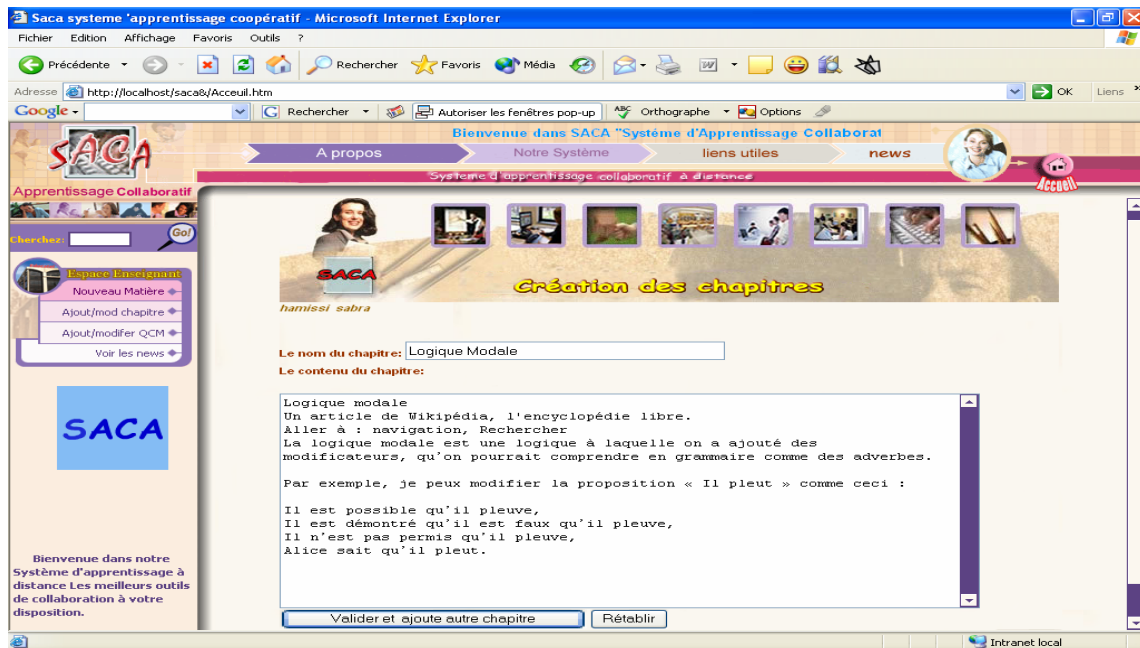 Saca systeme 'apprentissage coopératif - Microsoft Internet Explorer
Fichier Edition Affichage Favoris Outils ?
Précédente Rechercher Favoris Média
Adresse http://localhost/saca8/Acceuil.htm OK Liens »
Google Rechercher Autoriser les fenêtres pop-up ABC Orthographe Options
Bienvenue dans SACA "Systéme d'Apprentissage Collaborat
SACA
A propos Notre Système liens utiles news
Systeme d'apprentissage collaboratif à distance
Accueil
Apprentissage Collaboratif
Cherchez: Go!
Espace Enseignant
Nouveau Matière
Ajout/mod chapitre
Ajout/modifer QCM
Voir les news
SACA
Bienvenue dans notre
Système d'apprentissage à
distance Les meilleurs outils
de collaboration à votre
disposition.
SACA
Création des chapitres
hamissi sabra
Le nom du chapitre: Logique Modale
Le contenu du chapitre:
Logique modale
Un article de Wikipédia, l'encyclopédie libre.
Aller à : navigation, Rechercher
La logique modale est une logique à laquelle on a ajouté des
modificateurs, qu'on pourrait comprendre en grammaire comme des adverbes.
Par exemple, je peux modifier la proposition « Il pleut » comme ceci :
Il est possible qu'il pleuve,
Il est démontré qu'il est faux qu'il pleuve,
Il n'est pas permis qu'il pleuve,
Alice sait qu'il pleut.
Valider et ajoute autre chapitre Rétablir
Intranet local